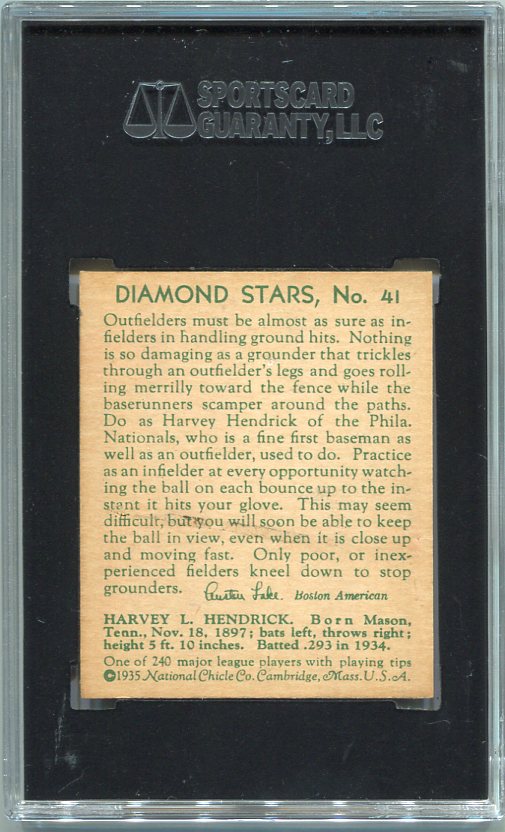 SPORTSCARD
GUARANTY, LLC
DIAMOND STARS, No. 41
Outfielders must be almost as sure as in-
fielders in handling ground hits. Nothing
is so damaging as a grounder that trickles
through an outfielder's legs and goes roll-
ing merrily toward the fence while the
baserunners scamper around the paths.
Do as Harvey Hendrick of the Phila.
Nationals, who is a fine first baseman as
well as an outfielder, used to do. Practice
as an infielder at every opportunity watch-
ing the ball on each bounce up to the in-
stant it hits your glove. This may seem
difficult, but you will soon be able to keep
the ball in view, even when it is close up
and moving fast. Only poor, or inex-
perienced fielders kneel down to stop
grounders. Austen Lake. Boston American
HARVEY L. HENDRICK. Born Mason,
Tenn., Nov. 18, 1897; bats left, throws right;
height 5 ft. 10 inches. Batted .293 in 1934.
One of 240 major league players with playing tips
©1935 National Chicle Co. Cambridge, Mass. U.S.A.